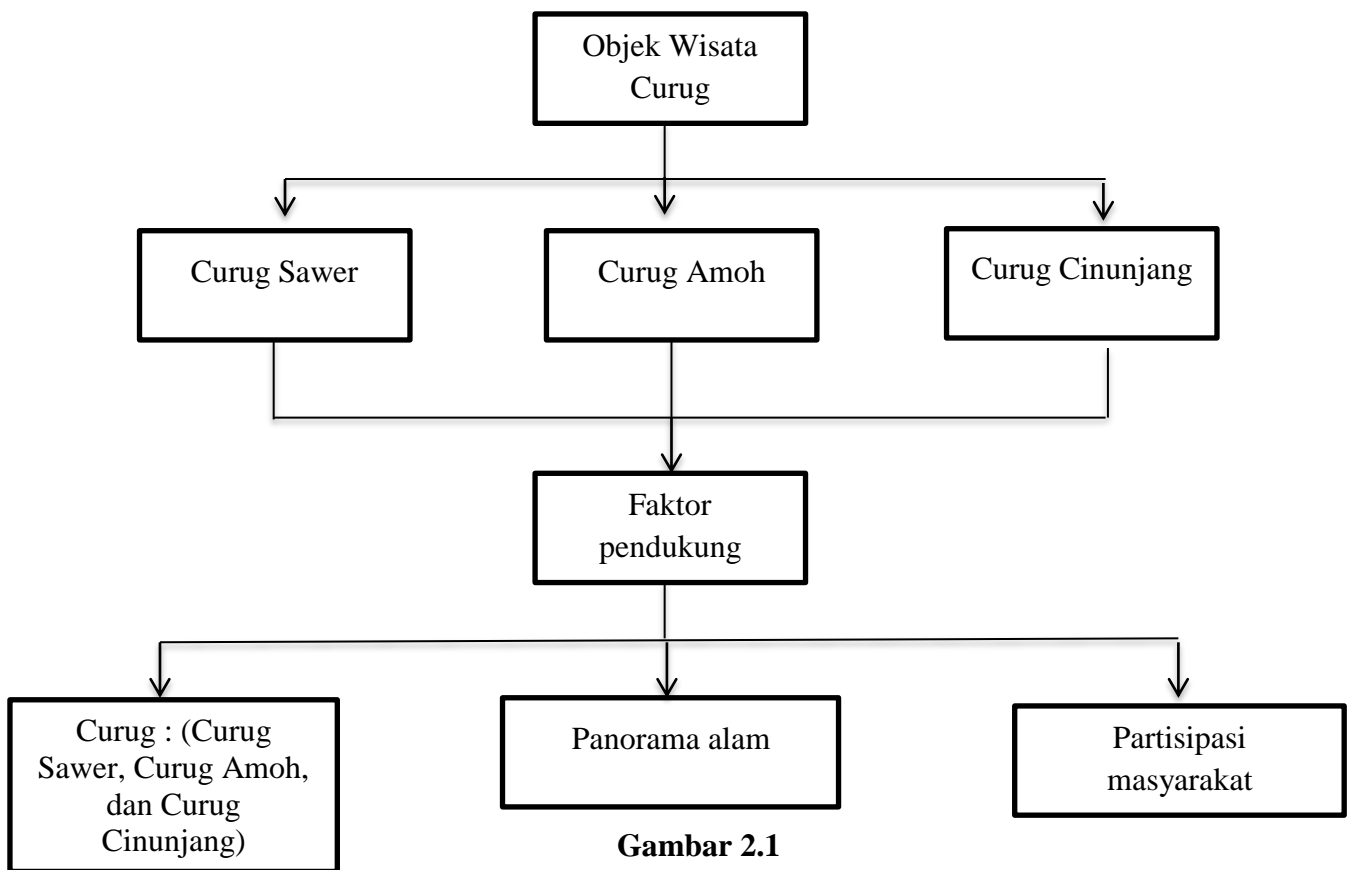 Objek Wisata
Curug
Curug Sawer
Curug Amoh
Curug Cinunjang
Faktor
pendukung
Curug : (Curug
Sawer, Curug Amoh,
dan Curug
Cinunjang)
Panorama alam
Partisipasi
masyarakat
Gambar 2.1